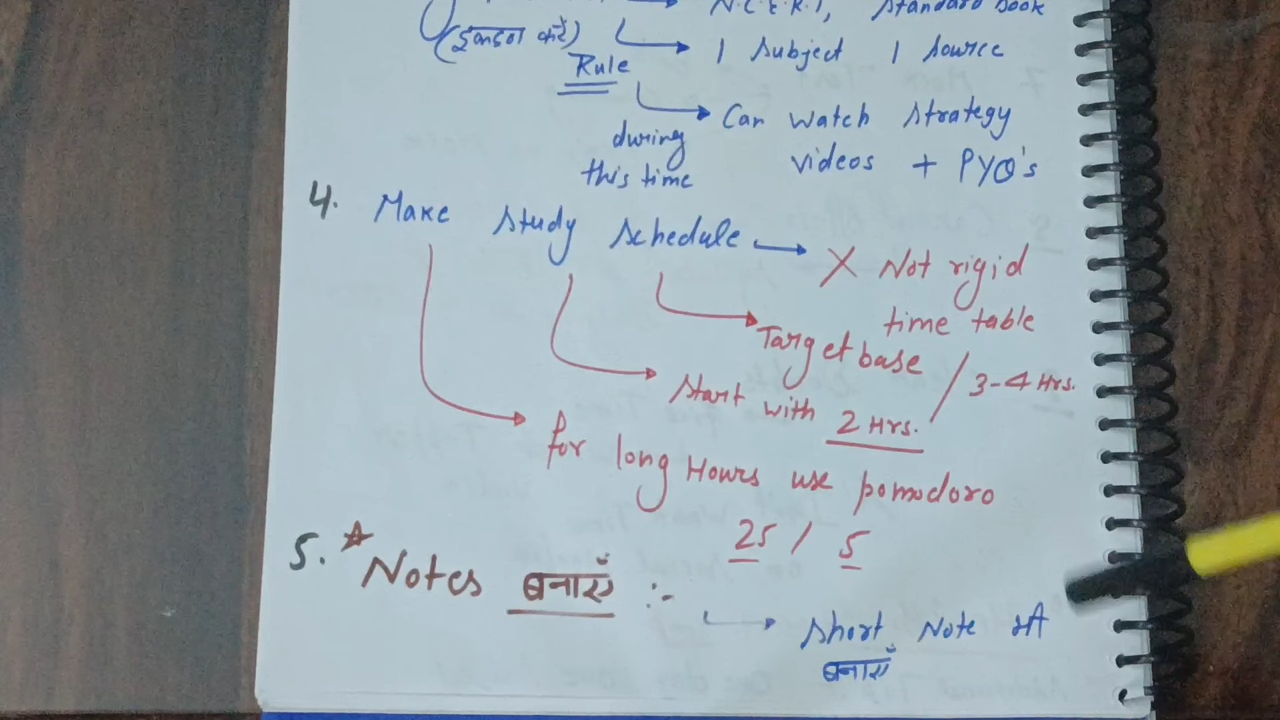 N.C.E.R.T, Standard Book
(इकट्ठा करें)
1 Subject 1 Source
Rule
Can watch strategy
during
this time
videos + PYQ's
4. Make study schedule → X Not rigid
time table
Target base
Start with 2 Hrs. / 3-4 Hrs.
for long Hours use pomodoro
25 / 5
5. ☆ Notes बनाएँ :-
Short Note भी
बनाएँ